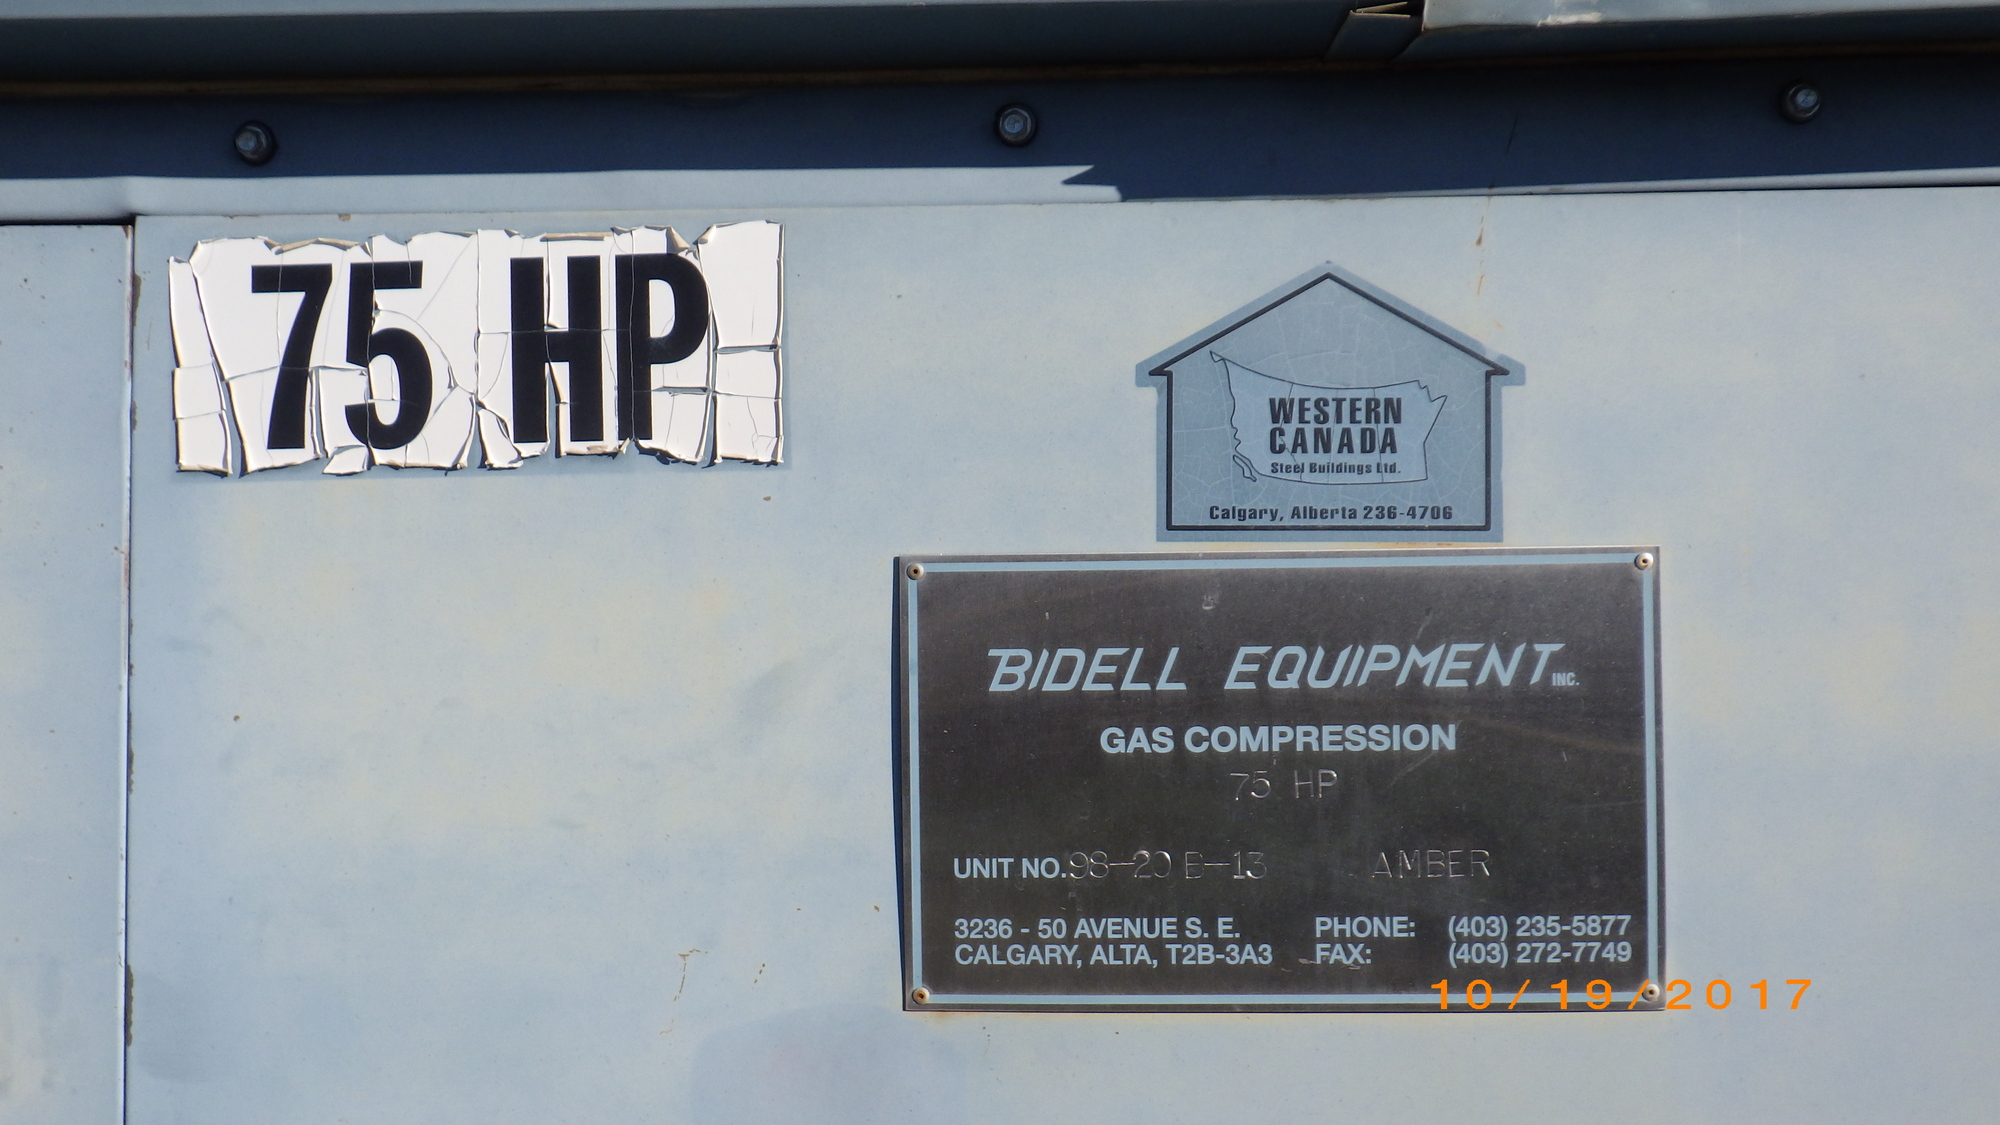 75 HP
WESTERN
CANADA
Steel Buildings Ltd.
Calgary, Alberta 236-4706
BIDELL EQUIPMENT INC.
GAS COMPRESSION
75 HP
UNIT NO. 98-20 B-13 AMBER
3236 - 50 AVENUE S. E. PHONE: (403) 235-5877
CALGARY, ALTA, T2B-3A3 FAX: (403) 272-7749
10/19/2017